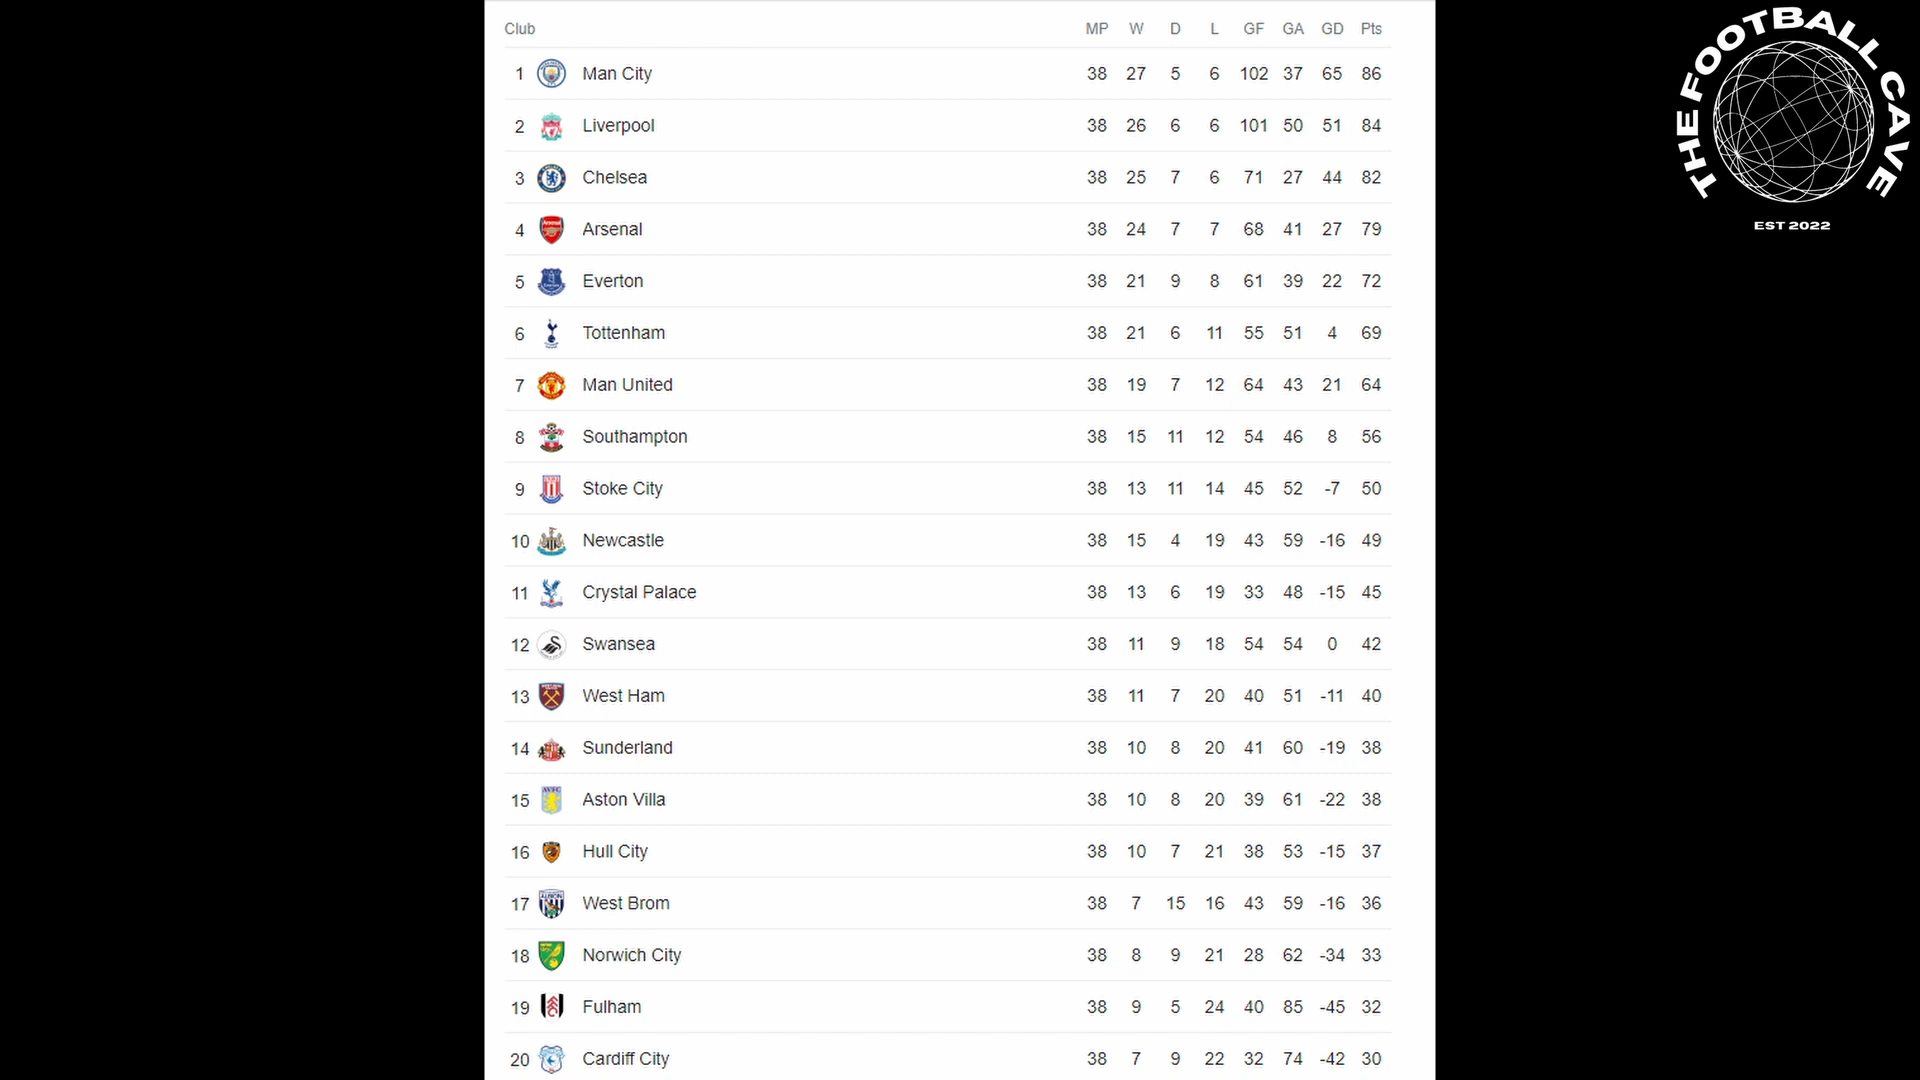 Club MP W D L GF GA GD Pts
1 Man City 38 27 5 6 102 37 65 86
2 Liverpool 38 26 6 6 101 50 51 84
3 Chelsea 38 25 7 6 71 27 44 82
4 Arsenal 38 24 7 7 68 41 27 79
5 Everton 38 21 9 8 61 39 22 72
6 Tottenham 38 21 6 11 55 51 4 69
7 Man United 38 19 7 12 64 43 21 64
8 Southampton 38 15 11 12 54 46 8 56
9 Stoke City 38 13 11 14 45 52 -7 50
10 Newcastle 38 15 4 19 43 59 -16 49
11 Crystal Palace 38 13 6 19 33 48 -15 45
12 Swansea 38 11 9 18 54 54 0 42
13 West Ham 38 11 7 20 40 51 -11 40
14 Sunderland 38 10 8 20 41 60 -19 38
15 Aston Villa 38 10 8 20 39 61 -22 38
16 Hull City 38 10 7 21 38 53 -15 37
17 West Brom 38 7 15 16 43 59 -16 36
18 Norwich City 38 8 9 21 28 62 -34 33
19 Fulham 38 9 5 24 40 85 -45 32
20 Cardiff City 38 7 9 22 32 74 -42 30
THE FOOTBALL CAVE
EST 2022